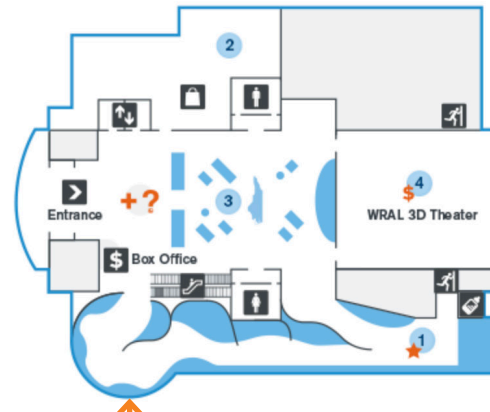 2
+?
3
$ 4
Entrance
WRAL 3D Theater
$ Box Office
1